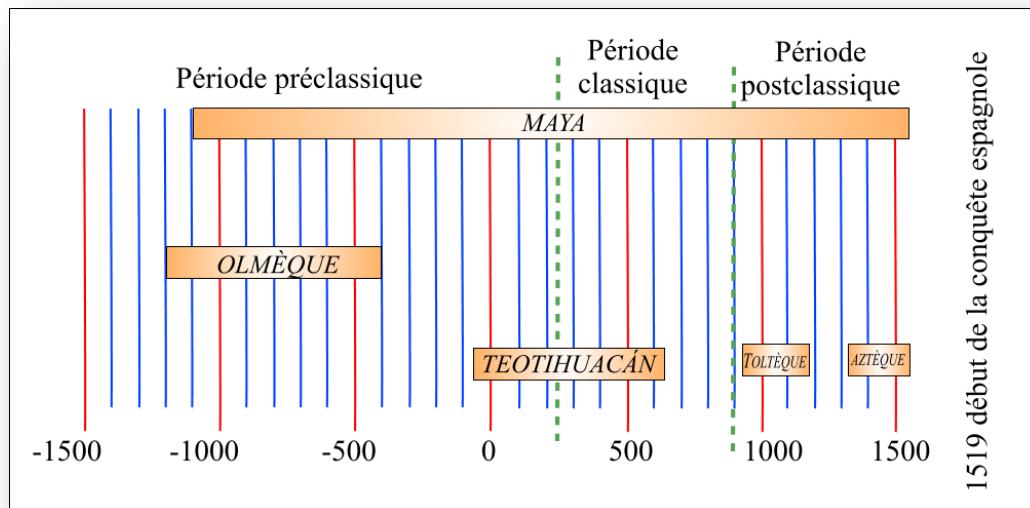 Période préclassique
Période
classique
Période
postclassique
MAYA
OLMÈQUE
TEOTIHUACÁN
TOLTÈQUE
AZTÈQUE
-1500
-1000
-500
0
500
1000
1500
1519 début de la conquête espagnole